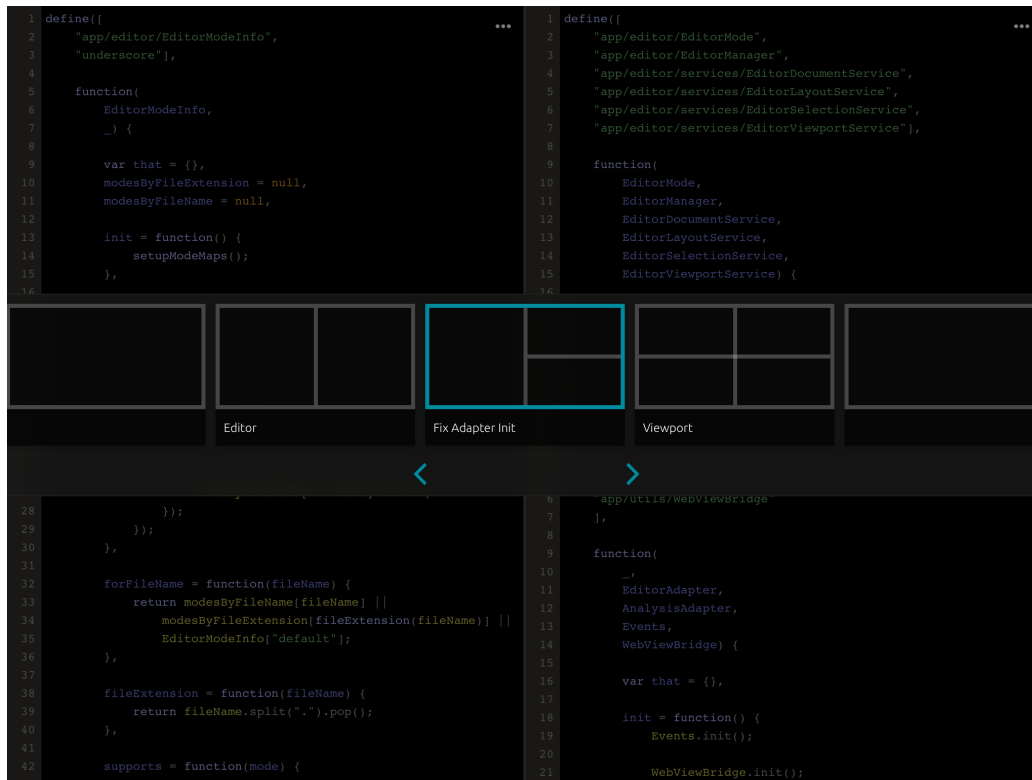 1 define([
2 "app/editor/EditorModeInfo",
3 "underscore"],
4
5 function(
6 EditorModeInfo,
7 _) {
8
9 var that = {},
10 modesByFileExtension = null,
11 modesByFileName = null,
12
13 init = function() {
14 setupModeMaps();
15 },
16
1 define([
2 "app/editor/EditorMode",
3 "app/editor/EditorManager",
4 "app/editor/services/EditorDocumentService",
5 "app/editor/services/EditorLayoutService",
6 "app/editor/services/EditorSelectionService",
7 "app/editor/services/EditorViewportService"],
8
9 function(
10 EditorMode,
11 EditorManager,
12 EditorDocumentService,
13 EditorLayoutService,
14 EditorSelectionService,
15 EditorViewportService) {
16
Editor
Fix Adapter Init
Viewport
28 });
29 });
30 },
31
32 forFileName = function(fileName) {
33 return modesByFileName[fileName] ||
34 modesByFileExtension[fileExtension(fileName)] ||
35 EditorModeInfo["default"];
36 },
37
38 fileExtension = function(fileName) {
39 return fileName.split(".").pop();
40 },
41
42 supports = function(mode) {
6 "app/utils/WebViewBridge"
7 ],
8
9 function(
10 _,
11 EditorAdapter,
12 AnalysisAdapter,
13 Events,
14 WebViewBridge) {
15
16 var that = {},
17
18 init = function() {
19 Events.init();
20
21 WebViewBridge.init();